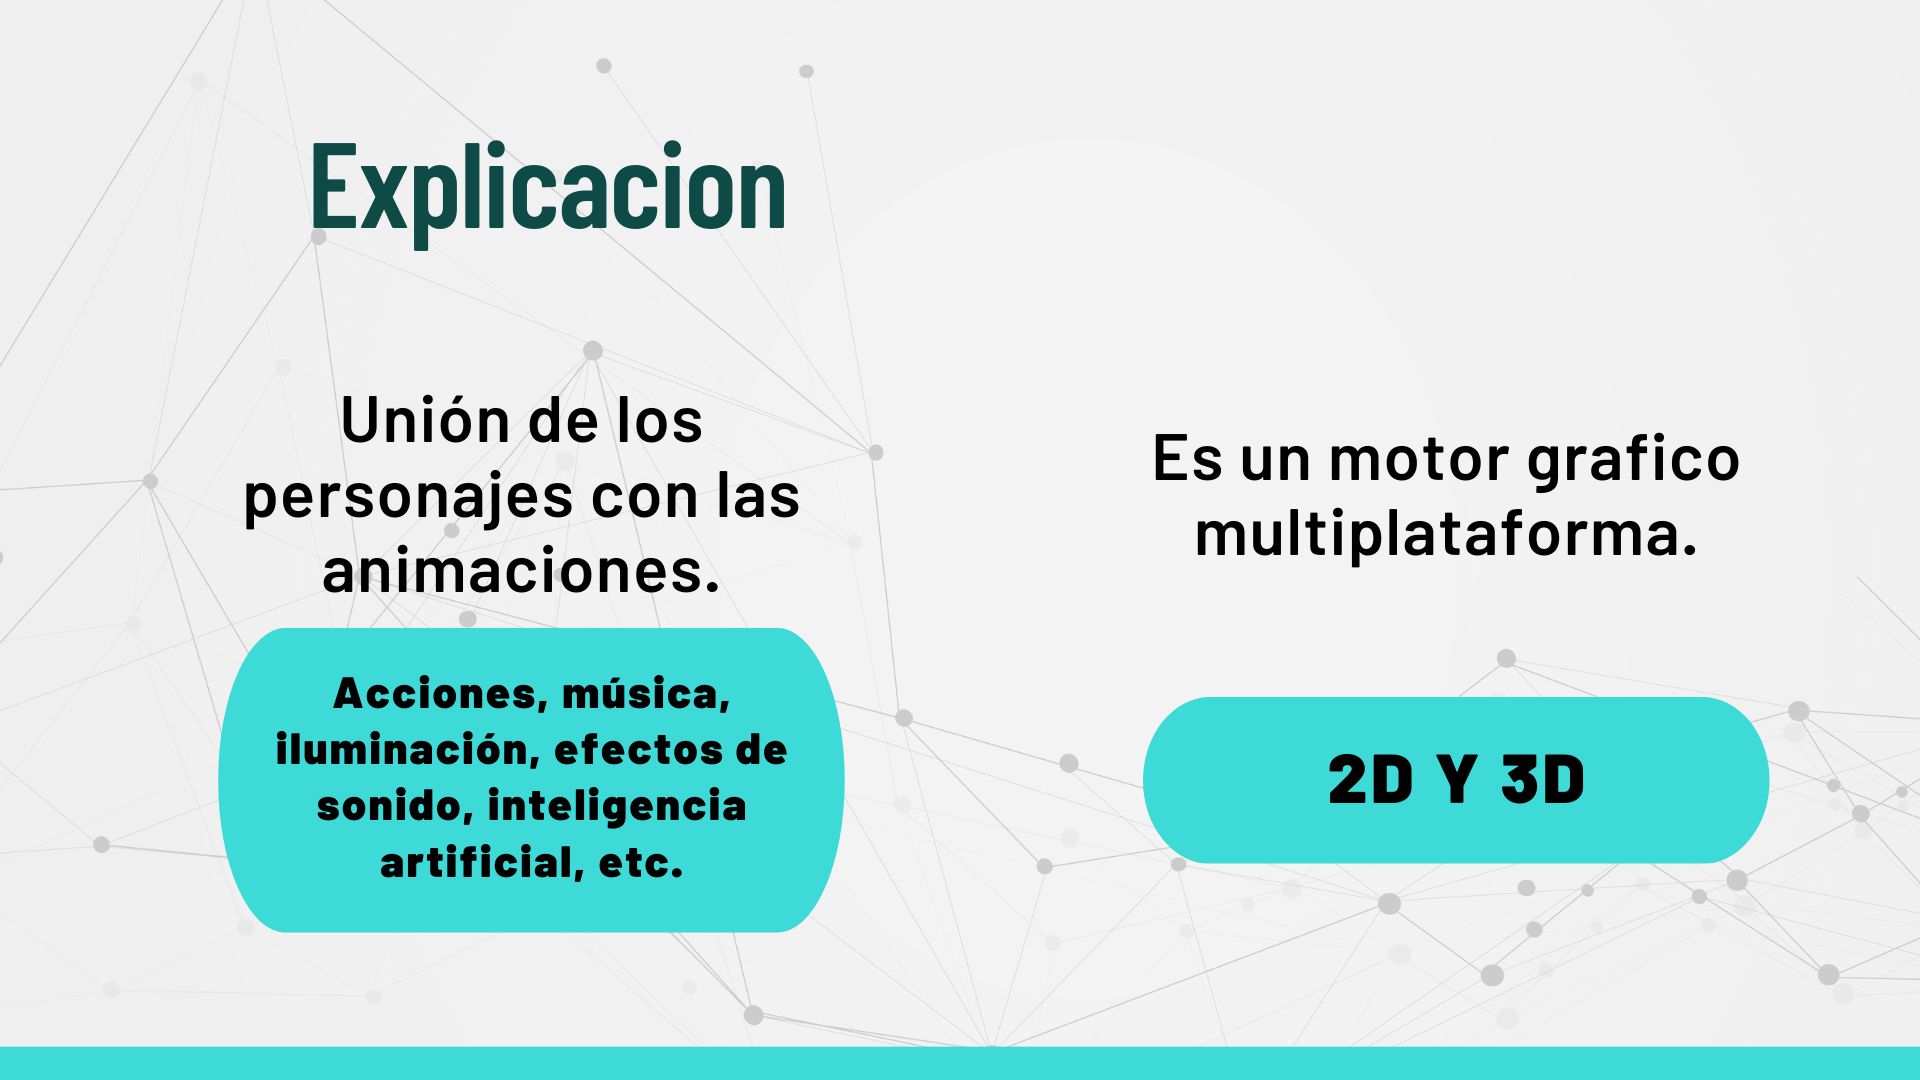 Explicacion
Unión de los
personajes con las
animaciones.
Acciones, música,
iluminación, efectos de
sonido, inteligencia
artificial, etc.
Es un motor grafico
multiplataforma.
2D Y 3D